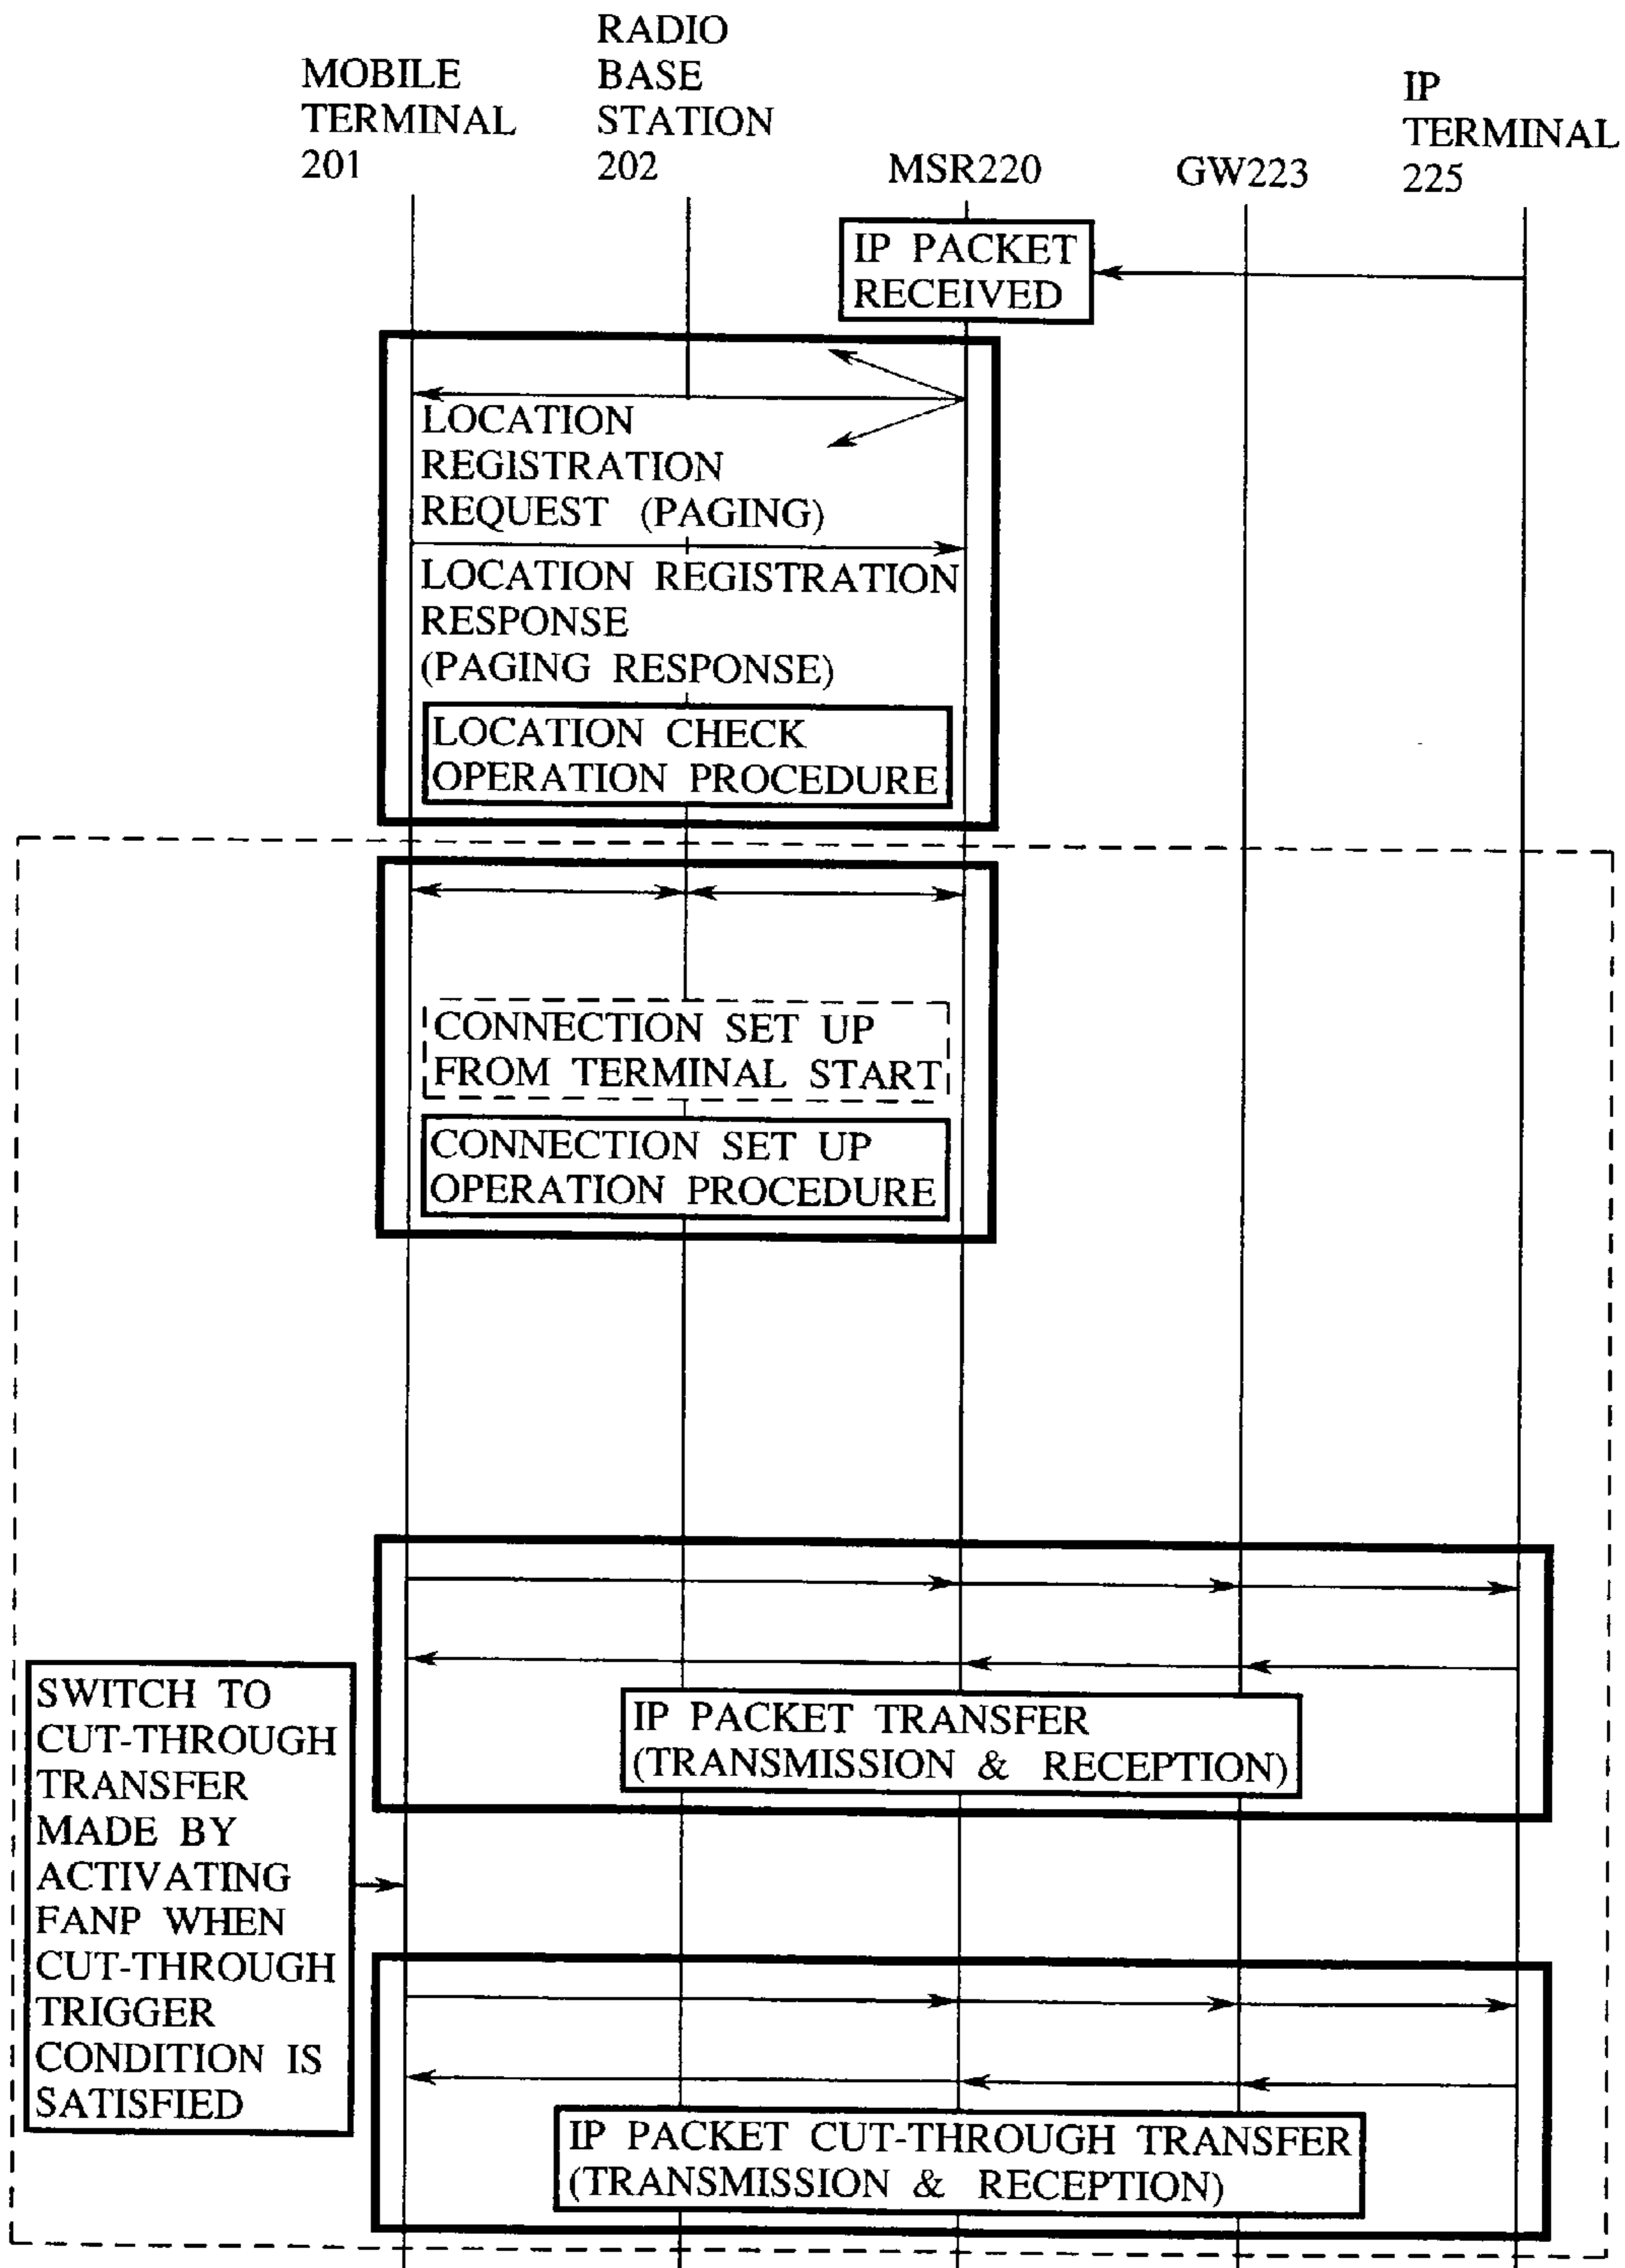 MOBILE
TERMINAL
201
RADIO
BASE
STATION
202
MSR220
GW223
IP
TERMINAL
225
IP PACKET
RECEIVED
LOCATION
REGISTRATION
REQUEST (PAGING)
LOCATION REGISTRATION
RESPONSE
(PAGING RESPONSE)
LOCATION CHECK
OPERATION PROCEDURE
CONNECTION SET UP
FROM TERMINAL START
CONNECTION SET UP
OPERATION PROCEDURE
IP PACKET TRANSFER
(TRANSMISSION & RECEPTION)
SWITCH TO
CUT-THROUGH
TRANSFER
MADE BY
ACTIVATING
FANP WHEN
CUT-THROUGH
TRIGGER
CONDITION IS
SATISFIED
IP PACKET CUT-THROUGH TRANSFER
(TRANSMISSION & RECEPTION)